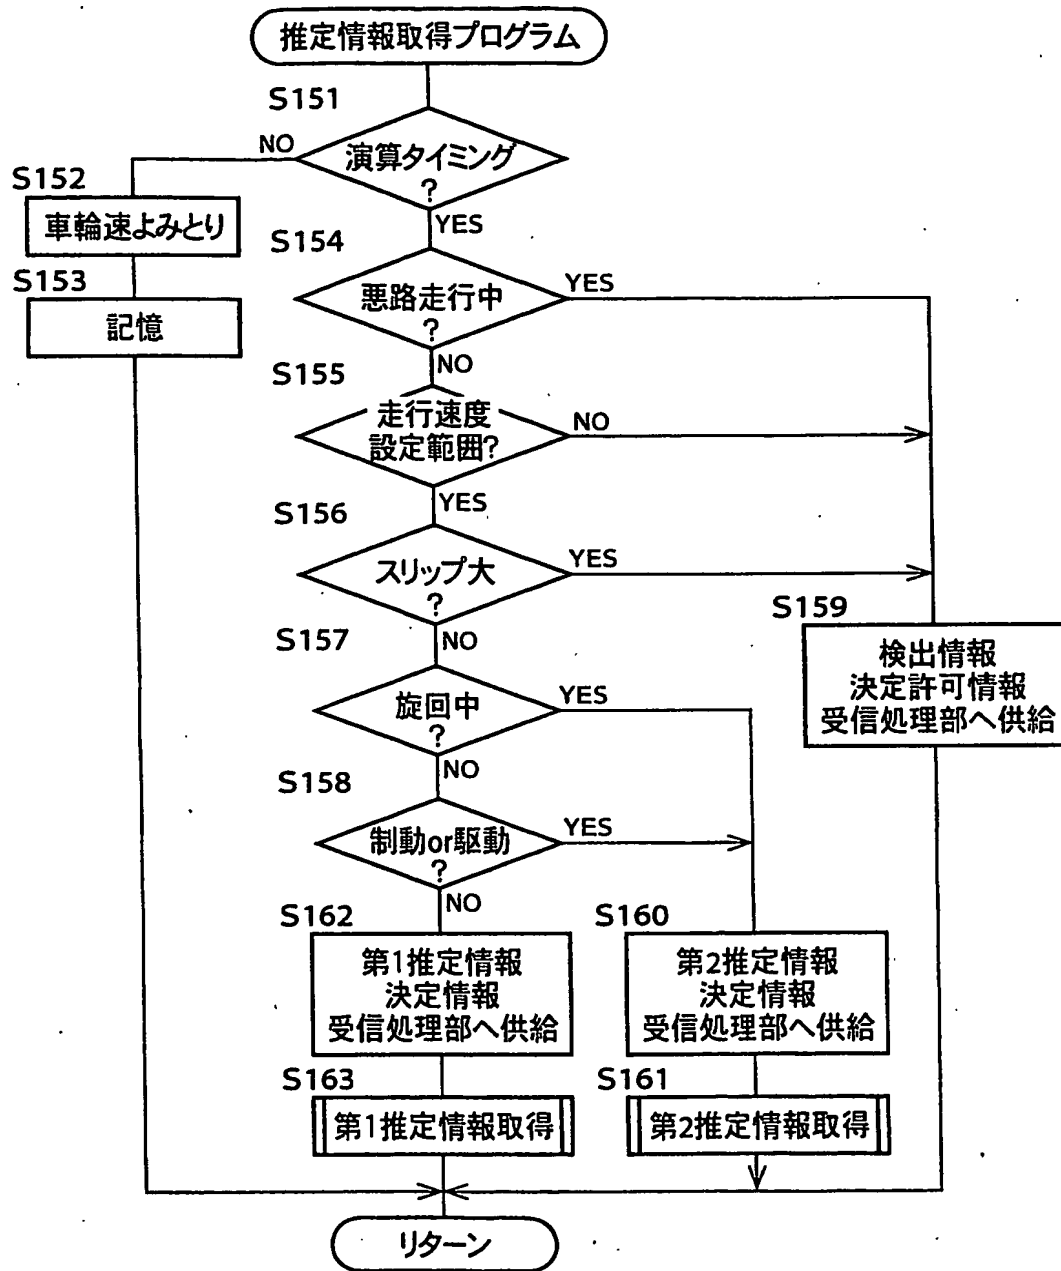 推定情報取得プログラム
S151
NO
演算タイミング
?
YES
S152
車輪速よみとり
S153
記憶
S154
悪路走行中
?
YES
NO
S155
走行速度
設定範囲?
NO
YES
S156
スリップ大
?
YES
NO
S157
旋回中
?
YES
NO
S158
制動or駆動
?
YES
NO
S159
検出情報
決定許可情報
受信処理部へ供給
S162
第1推定情報
決定情報
受信処理部へ供給
S160
第2推定情報
決定情報
受信処理部へ供給
S163
第1推定情報取得
S161
第2推定情報取得
リターン